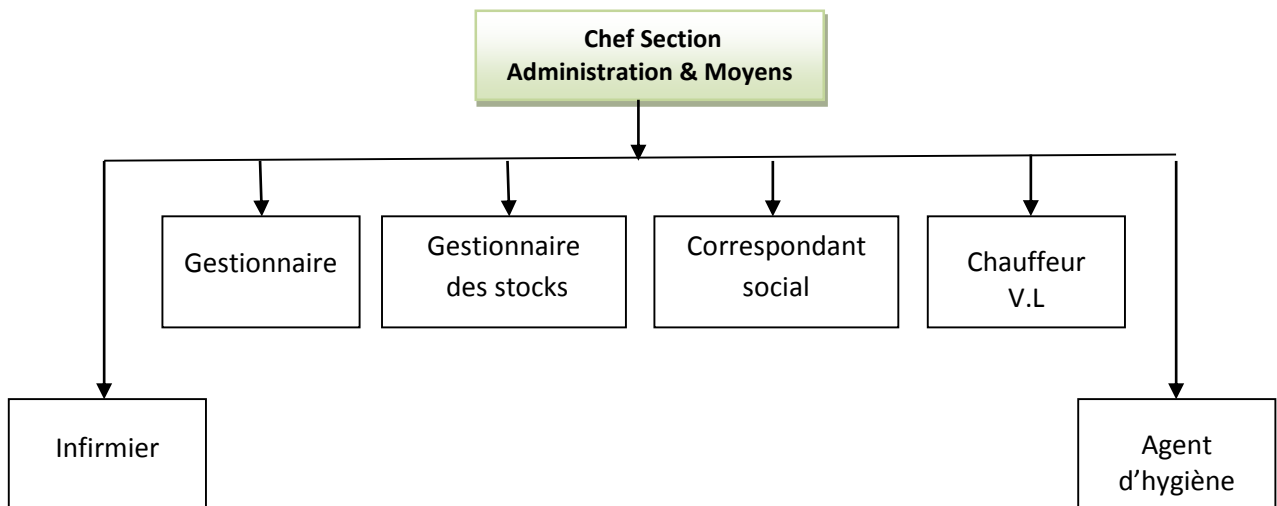 Chef Section
Administration & Moyens
Gestionnaire
Gestionnaire
des stocks
Correspondant
social
Chauffeur
V.L
Infirmier
Agent
d’hygiène